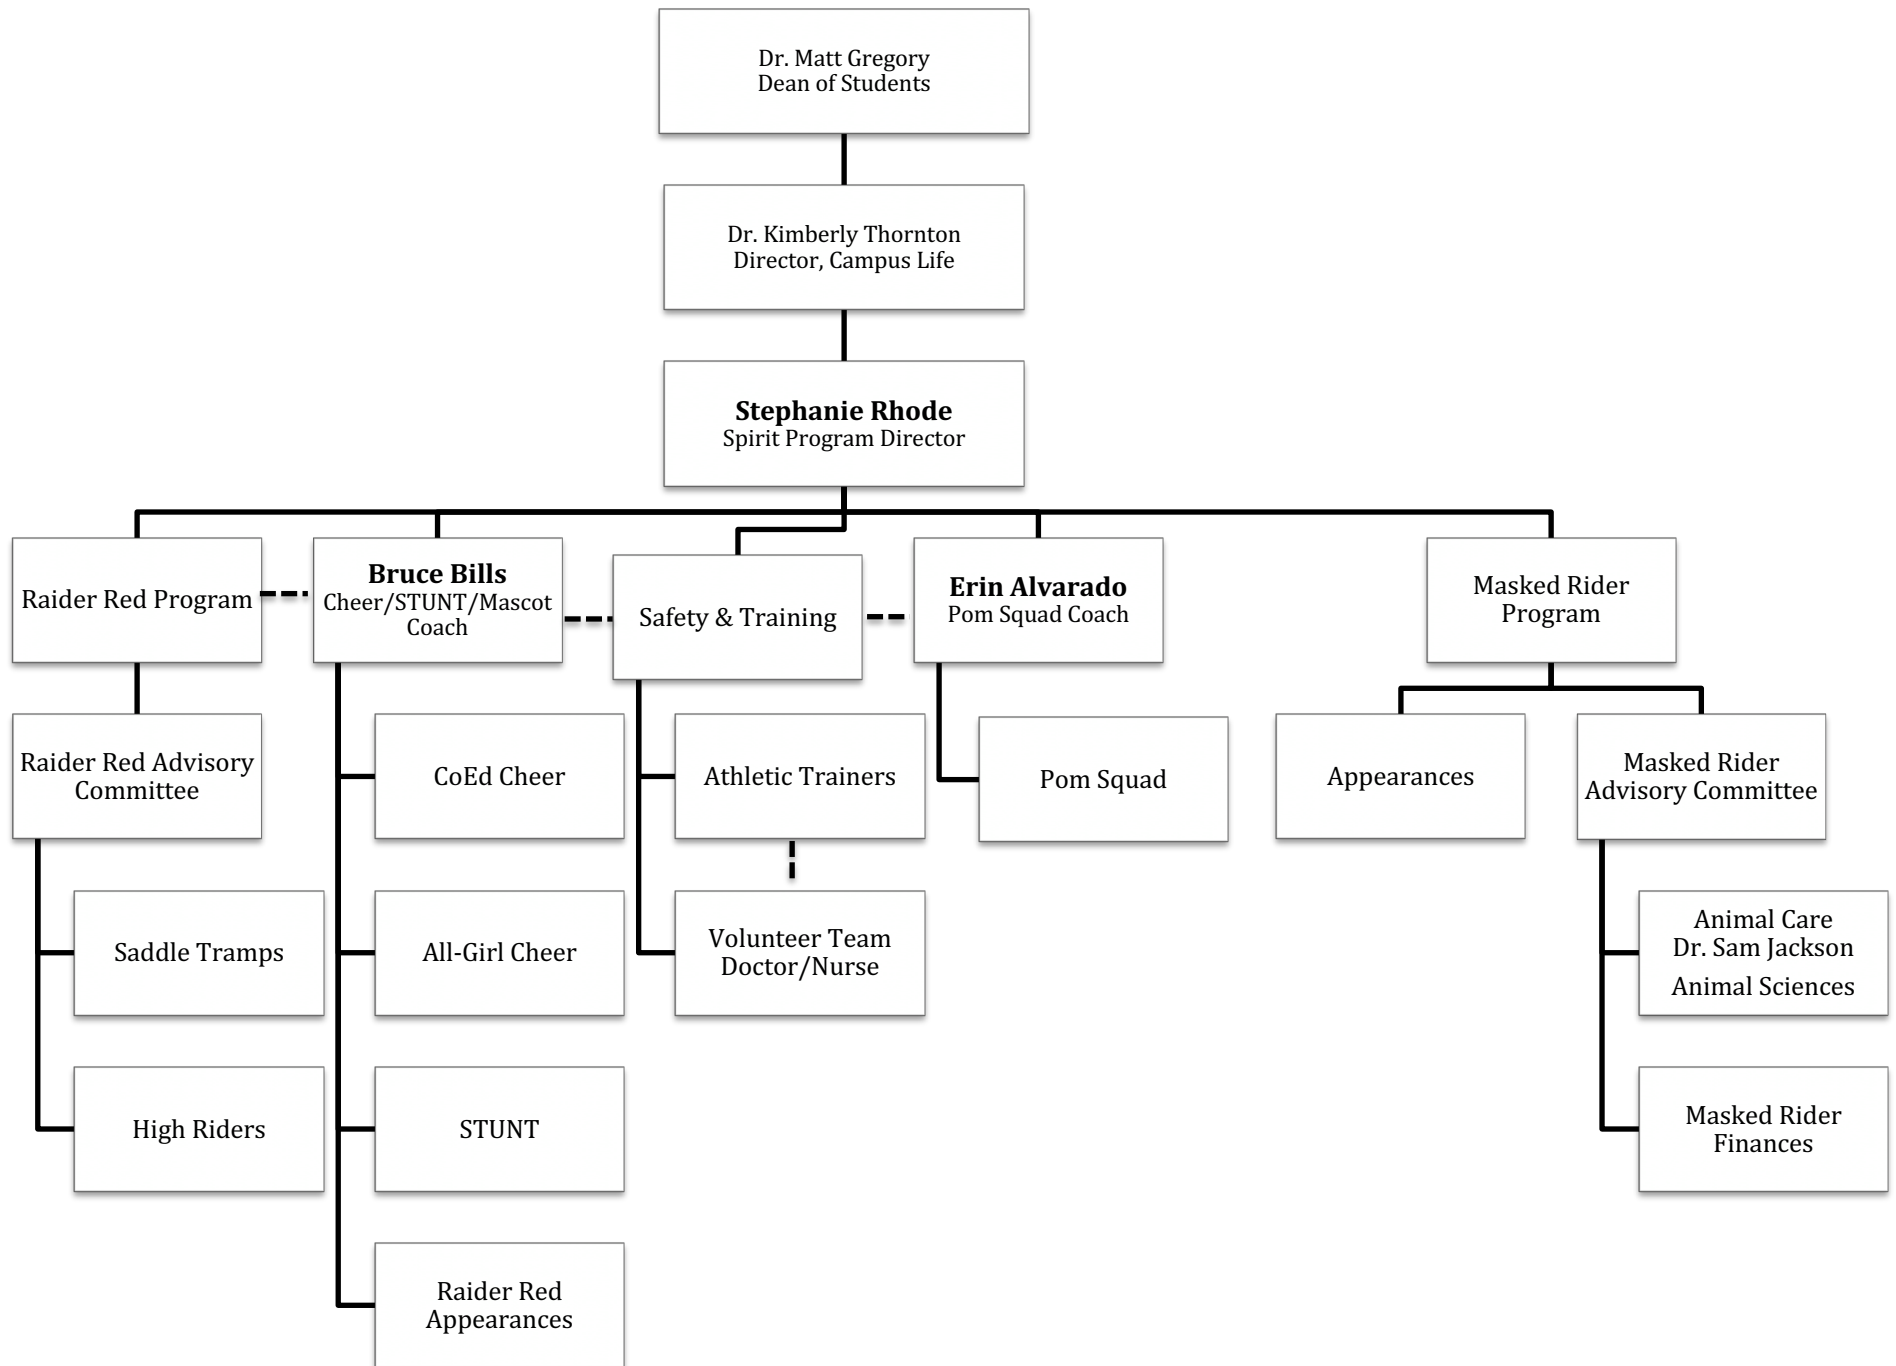 Dr. Matt Gregory
Dean of Students
Dr. Kimberly Thornton
Director, Campus Life
Stephanie Rhode
Spirit Program Director
Raider Red Program
Bruce Bills
Cheer/STUNT/Mascot
Coach
Safety & Training
Erin Alvarado
Pom Squad Coach
Masked Rider
Program
Raider Red Advisory
Committee
CoEd Cheer
Athletic Trainers
Pom Squad
Appearances
Masked Rider
Advisory Committee
Saddle Tramps
All-Girl Cheer
Volunteer Team
Doctor/Nurse
Animal Care
Dr. Sam Jackson
Animal Sciences
High Riders
STUNT
Masked Rider
Finances
Raider Red
Appearances